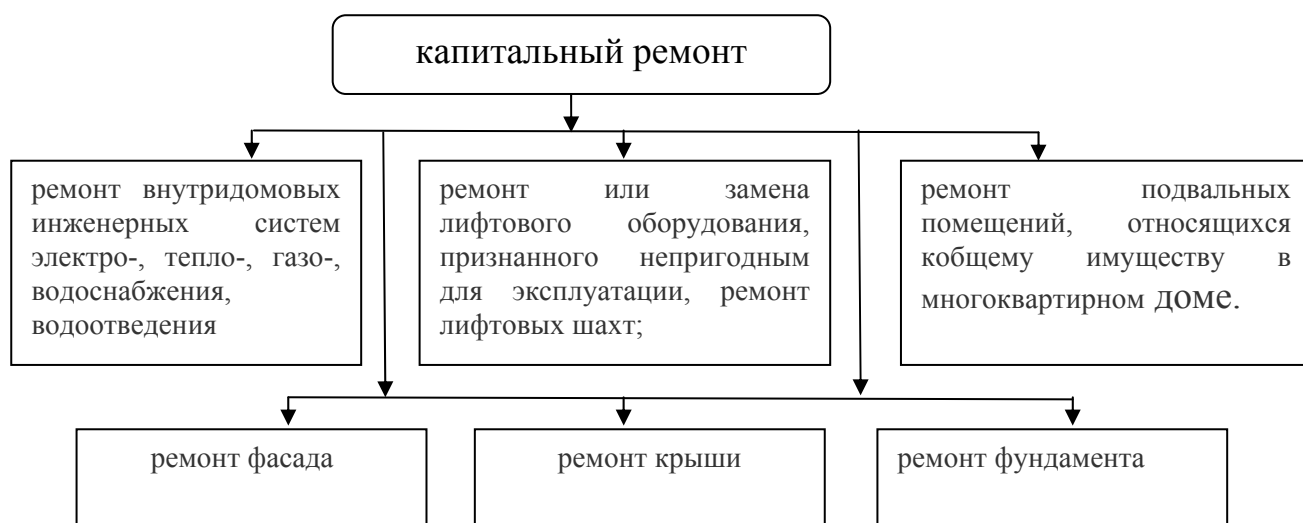 капитальный ремонт
ремонт внутридомовых
инженерных систем
электро-, тепло-, газо-,
водоснабжения,
водоотведения
ремонт или замена
лифтового оборудования,
признанного непригодным
для эксплуатации, ремонт
лифтовых шахт;
ремонт подвальных
помещений, относящихся
кобщему имуществу в
многоквартирном доме.
ремонт фасада
ремонт крыши
ремонт фундамента